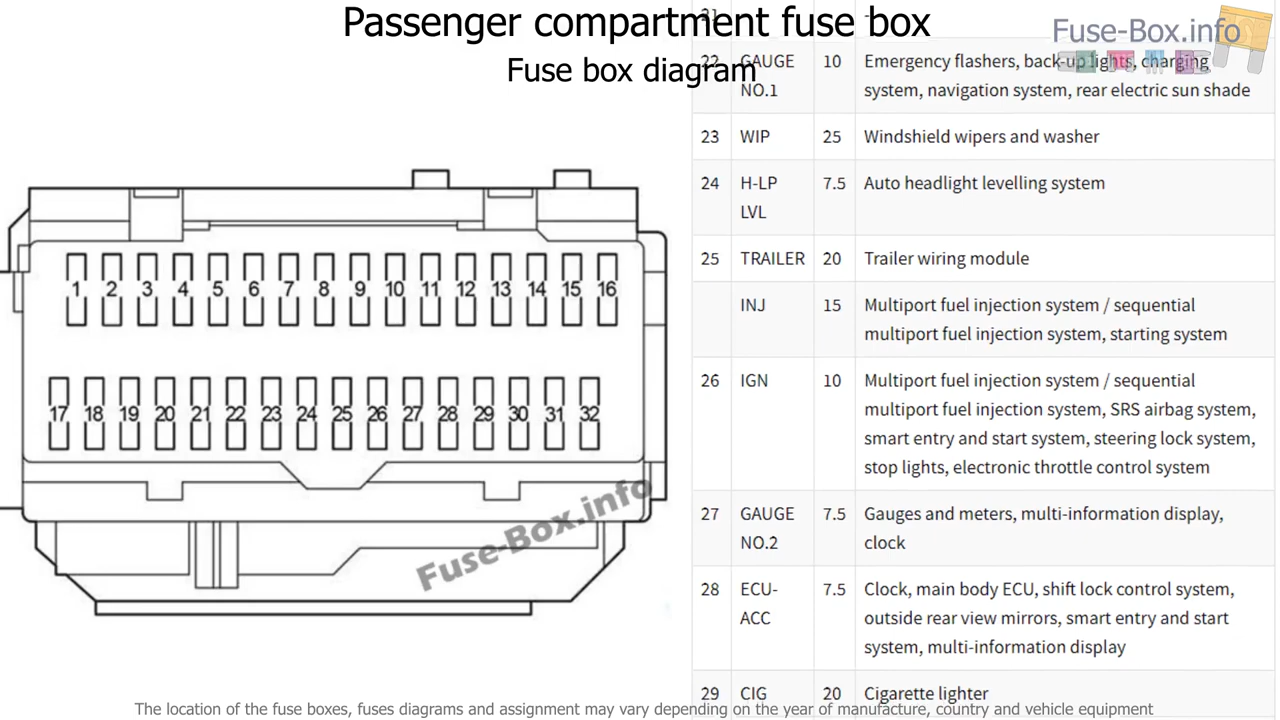 Passenger compartment fuse box
Fuse box diagram
Fuse-Box.info
21 -
22 GAUGE NO.1 10 Emergency flashers, back-up lights, charging
system, navigation system, rear electric sun shade
23 WIP 25 Windshield wipers and washer
24 H-LP LVL 7.5 Auto headlight levelling system
25 TRAILER 20 Trailer wiring module
INJ 15 Multiport fuel injection system / sequential
multiport fuel injection system, starting system
26 IGN 10 Multiport fuel injection system / sequential
multiport fuel injection system, SRS airbag system,
smart entry and start system, steering lock system,
stop lights, electronic throttle control system
27 GAUGE NO.2 7.5 Gauges and meters, multi-information display,
clock
28 ECU-ACC 7.5 Clock, main body ECU, shift lock control system,
outside rear view mirrors, smart entry and start
system, multi-information display
29 CIG 20 Cigarette lighter
1 2 3 4 5 6 7 8 9 10 11 12 13 14 15 16
17 18 19 20 21 22 23 24 25 26 27 28 29 30 31 32
Fuse-Box.info
The location of the fuse boxes, fuses diagrams and assignment may vary depending on the year of manufacture, country and vehicle equipment